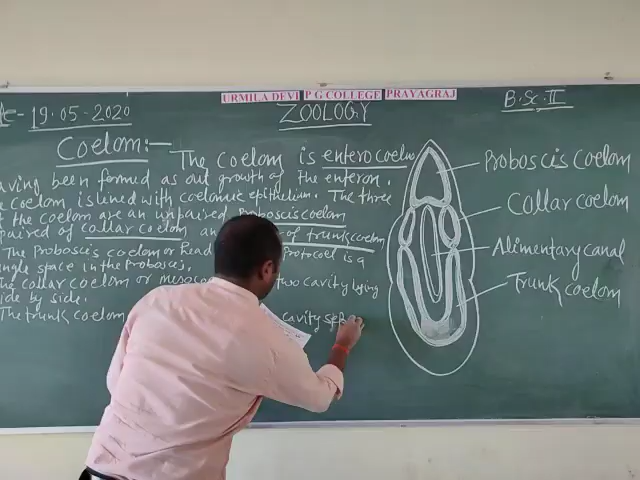 URMILA DEVI P G COLLEGE PRAYAGRAJ
19.05-2020
ZOOLOGY
B.Sc.II
Coelom:- The coelom is enterocoelus
aving been formed as out growth of the enteron.
e coelom is lined with coelomic epithelium. The three
the coelom are an unpaired Proboscis coelom
paired of collar coelom an of trunk coelom
The Proboscis coelom or Protocoel is a
single space in the Proboscis.
The collar coelom or two cavity lying
ide by side.
The trunk coelom cavity sep
Proboscis coelom
Collar coelom
Alimentary canal
Trunk coelom